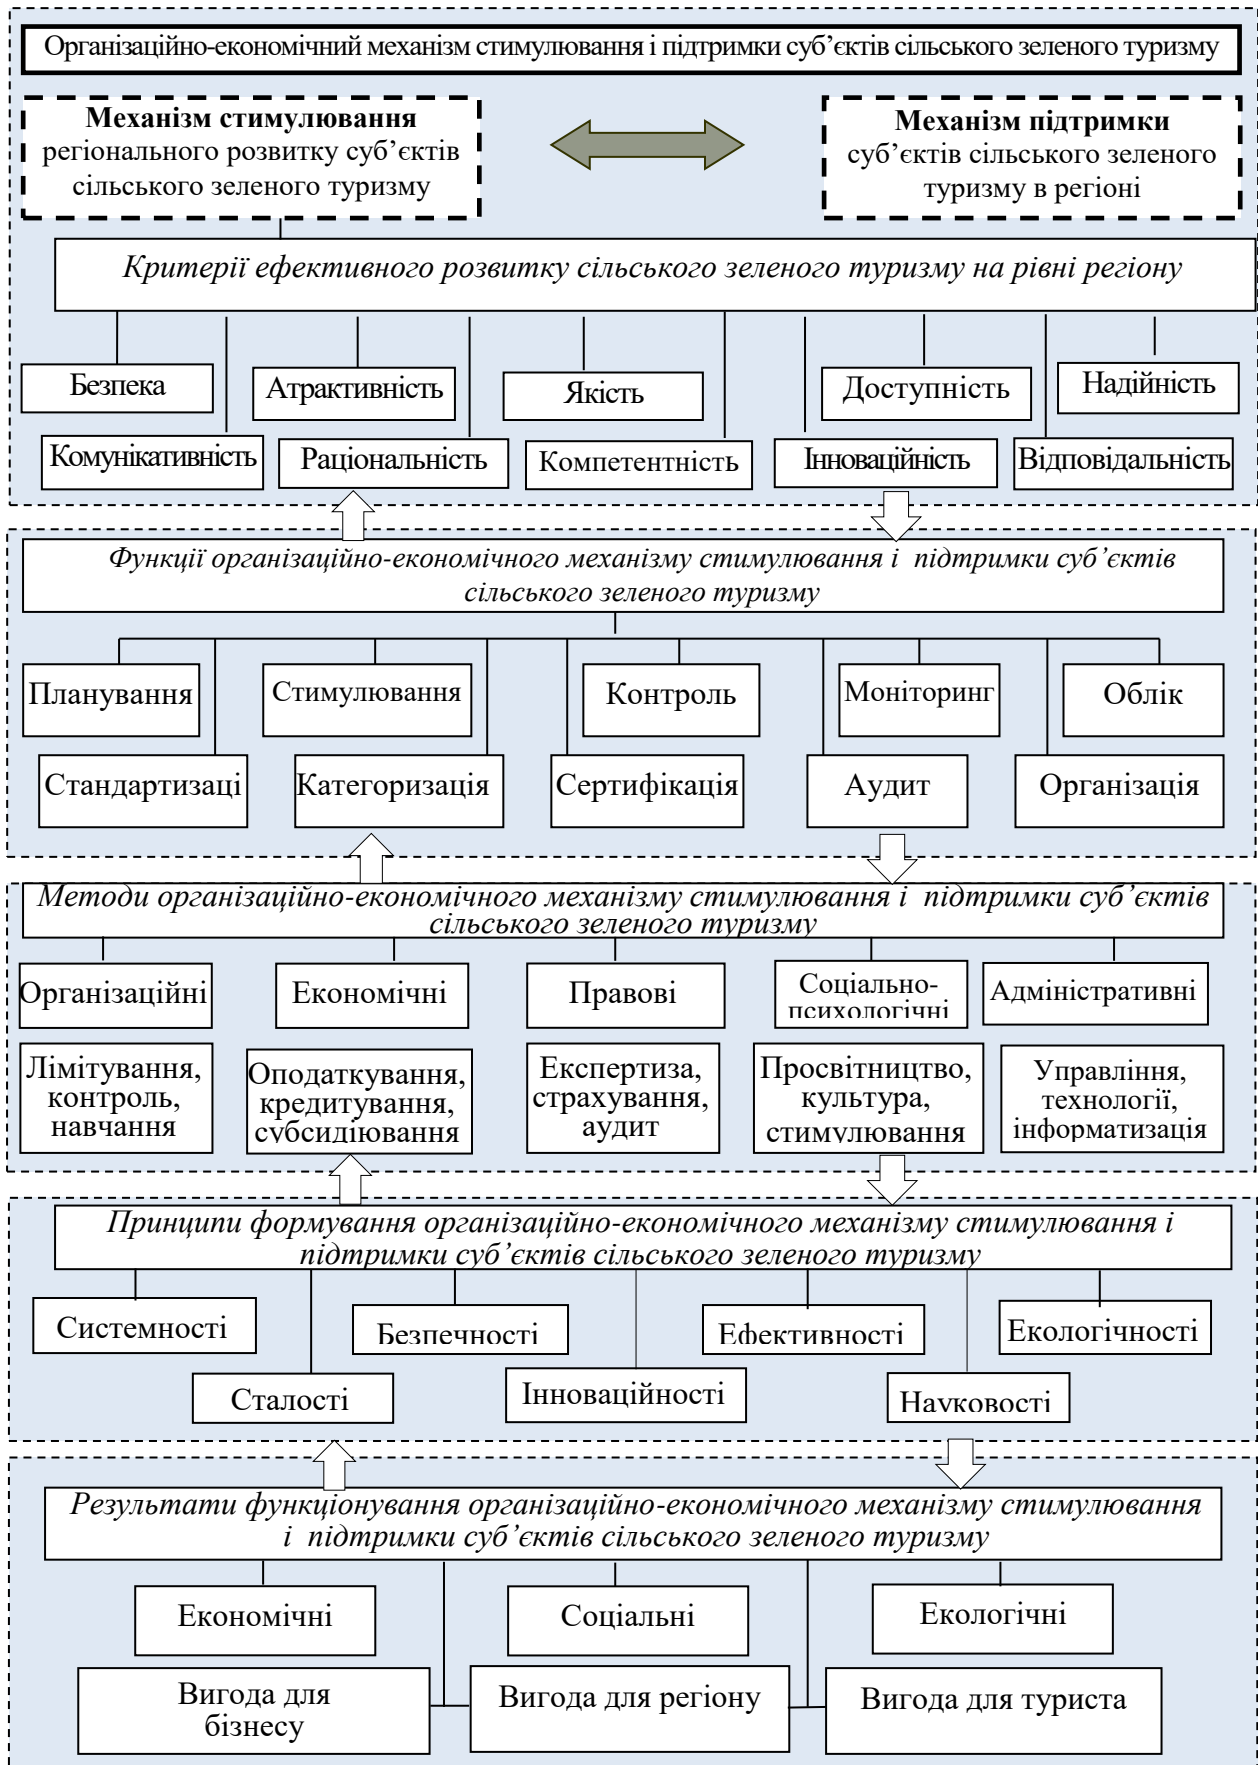 Організаційно-економічний механізм стимулювання і підтримки суб’єктів сільського зеленого туризму
Механізм стимулювання
регіонального розвитку суб’єктів
сільського зеленого туризму
Механізм підтримки
суб’єктів сільського зеленого
туризму в регіоні
Критерії ефективного розвитку сільського зеленого туризму на рівні регіону
Безпека
Атрактивність
Якість
Доступність
Надійність
Комунікативність
Раціональність
Компетентність
Інноваційність
Відповідальність
Функції організаційно-економічного механізму стимулювання і підтримки суб’єктів
сільського зеленого туризму
Планування
Стимулювання
Контроль
Моніторинг
Облік
Стандартизаці
Категоризація
Сертифікація
Аудит
Організація
Методи організаційно-економічного механізму стимулювання і підтримки суб’єктів
сільського зеленого туризму
Організаційні
Економічні
Правові
Соціально-
психологічні
Адміністративні
Лімітування,
контроль,
навчання
Оподаткування,
кредитування,
субсидіювання
Експертиза,
страхування,
аудит
Просвітництво,
культура,
стимулювання
Управління,
технології,
інформатизація
Принципи формування організаційно-економічного механізму стимулювання і
підтримки суб’єктів сільського зеленого туризму
Системності
Безпечності
Ефективності
Екологічності
Сталості
Інноваційності
Науковості
Результати функціонування організаційно-економічного механізму стимулювання
і підтримки суб’єктів сільського зеленого туризму
Економічні
Соціальні
Екологічні
Вигода для
бізнесу
Вигода для регіону
Вигода для туриста